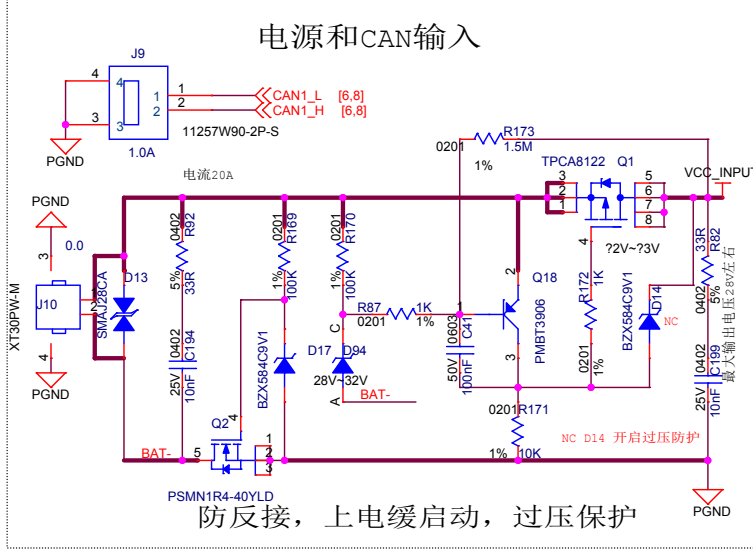 电源和CAN输入
J9
4
4
1
1
CAN1_L [6,8]
2
2
CAN1_H [6,8]
3
3
11257W90-2P-S
1.0A
PGND
电流20A
0201
R173
1.5M
1%
TPCA8122 Q1
VCC_INPUT
3
2
1
5
6
7
8
4
?2V~?3V
PGND
3
0.0
J10
1
2
XT30PW-M
4
PGND
D13
SMAJ28CA
0402
R92
5%
33R
0402
C194
25V
10nF
0201
R169
1%
100K
0201
R170
1%
100K
R87
1K
0201
1%
D17
BZX584C9V1
C
D94
28V~32V
A
BAT-
0603
C41
50V
100nF
1
2
3
Q18
PMBT3906
R172
1K
0201
1%
D14
BZX584C9V1
NC
33R
R82
0402
5%
0402
C199
25V
10nF
最大输出电压28V左右
Q2
4
BAT-
5
1
2
3
PSMN1R4-40YLD
0201
R171
1%
10K
NC D14 开启过压防护
PGND
防反接，上电缓启动，过压保护